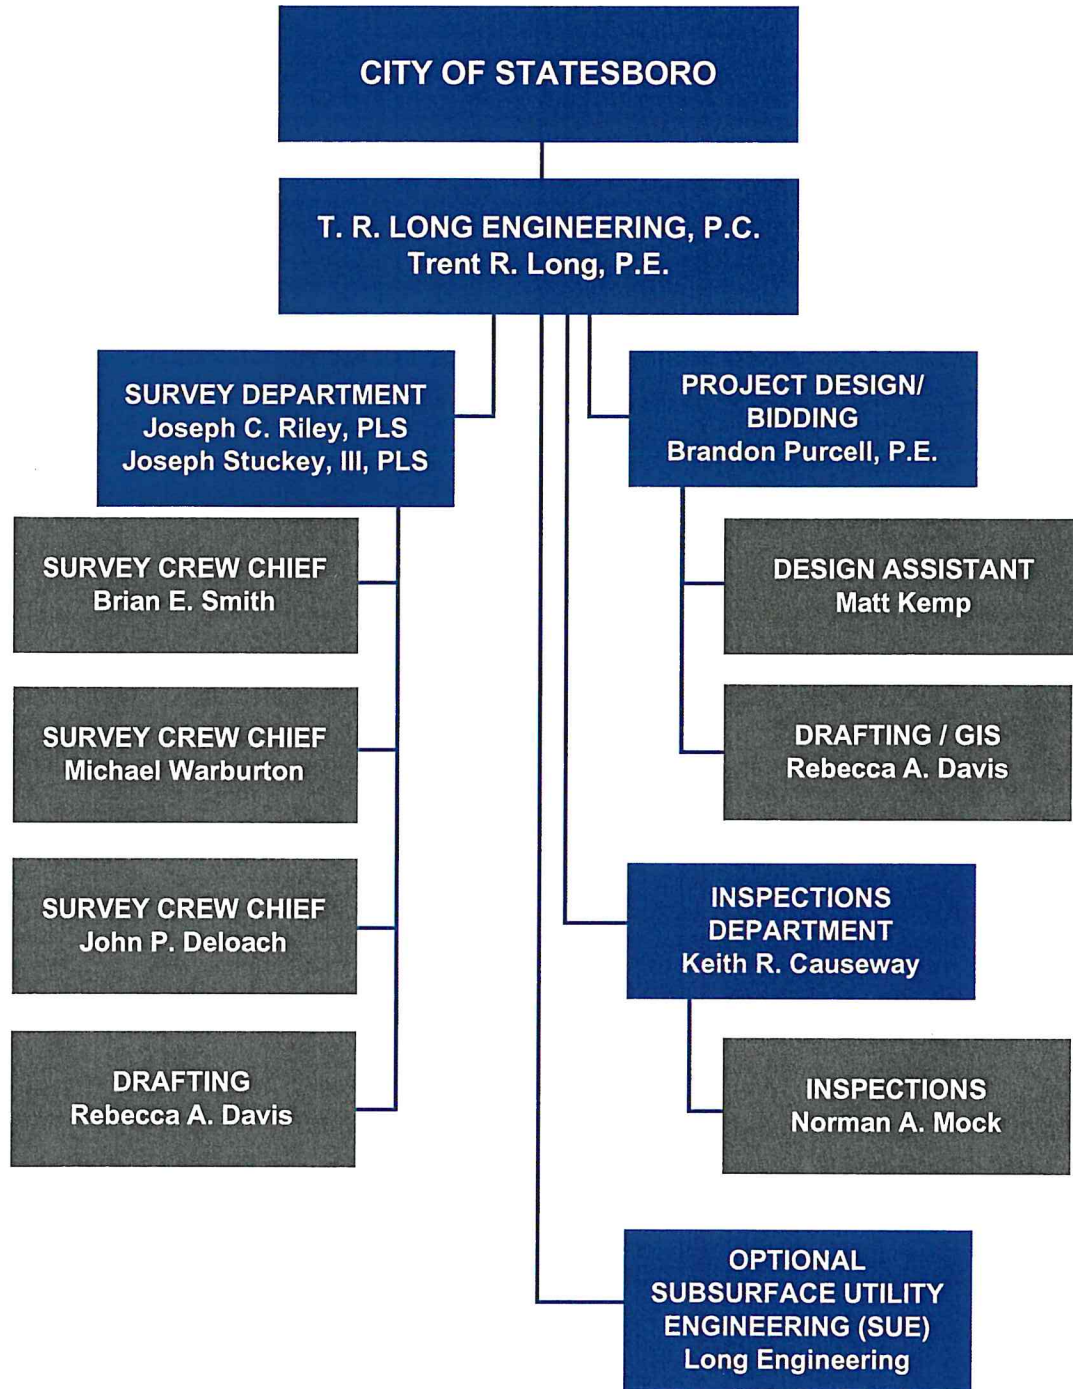 CITY OF STATESBORO
T. R. LONG ENGINEERING, P.C.
Trent R. Long, P.E.
SURVEY DEPARTMENT
Joseph C. Riley, PLS
Joseph Stuckey, III, PLS
SURVEY CREW CHIEF
Brian E. Smith
SURVEY CREW CHIEF
Michael Warburton
SURVEY CREW CHIEF
John P. Deloach
DRAFTING
Rebecca A. Davis
PROJECT DESIGN/
BIDDING
Brandon Purcell, P.E.
DESIGN ASSISTANT
Matt Kemp
DRAFTING / GIS
Rebecca A. Davis
INSPECTIONS
DEPARTMENT
Keith R. Causeway
INSPECTIONS
Norman A. Mock
OPTIONAL
SUBSURFACE UTILITY
ENGINEERING (SUE)
Long Engineering